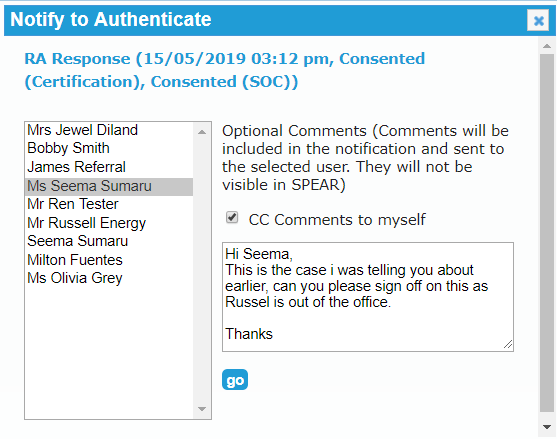 Notify to Authenticate
RA Response (15/05/2019 03:12 pm, Consented
(Certification), Consented (SOC))
Mrs Jewel Diland
Bobby Smith
James Referral
Ms Seema Sumaru
Mr Ren Tester
Mr Russell Energy
Seema Sumaru
Milton Fuentes
Ms Olivia Grey
Optional Comments (Comments will be
included in the notification and sent to
the selected user. They will not be
visible in SPEAR)
CC Comments to myself
Hi Seema,
This is the case i was telling you about
earlier, can you please sign off on this as
Russel is out of the office.
Thanks
go